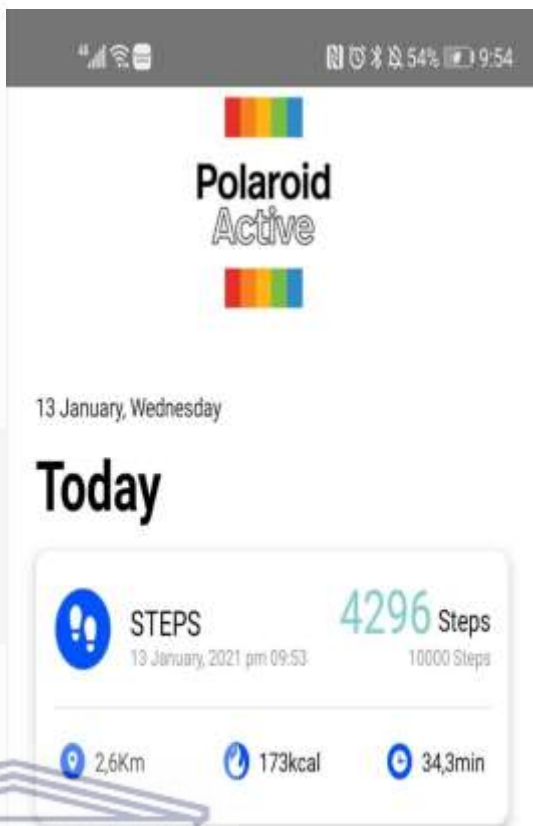 54% 9:54
Polaroid
Active
13 January, Wednesday
Today
STEPS
4296 Steps
13 January, 2021 pm 09:53
10000 Steps
2,6Km
173kcal
34,3min